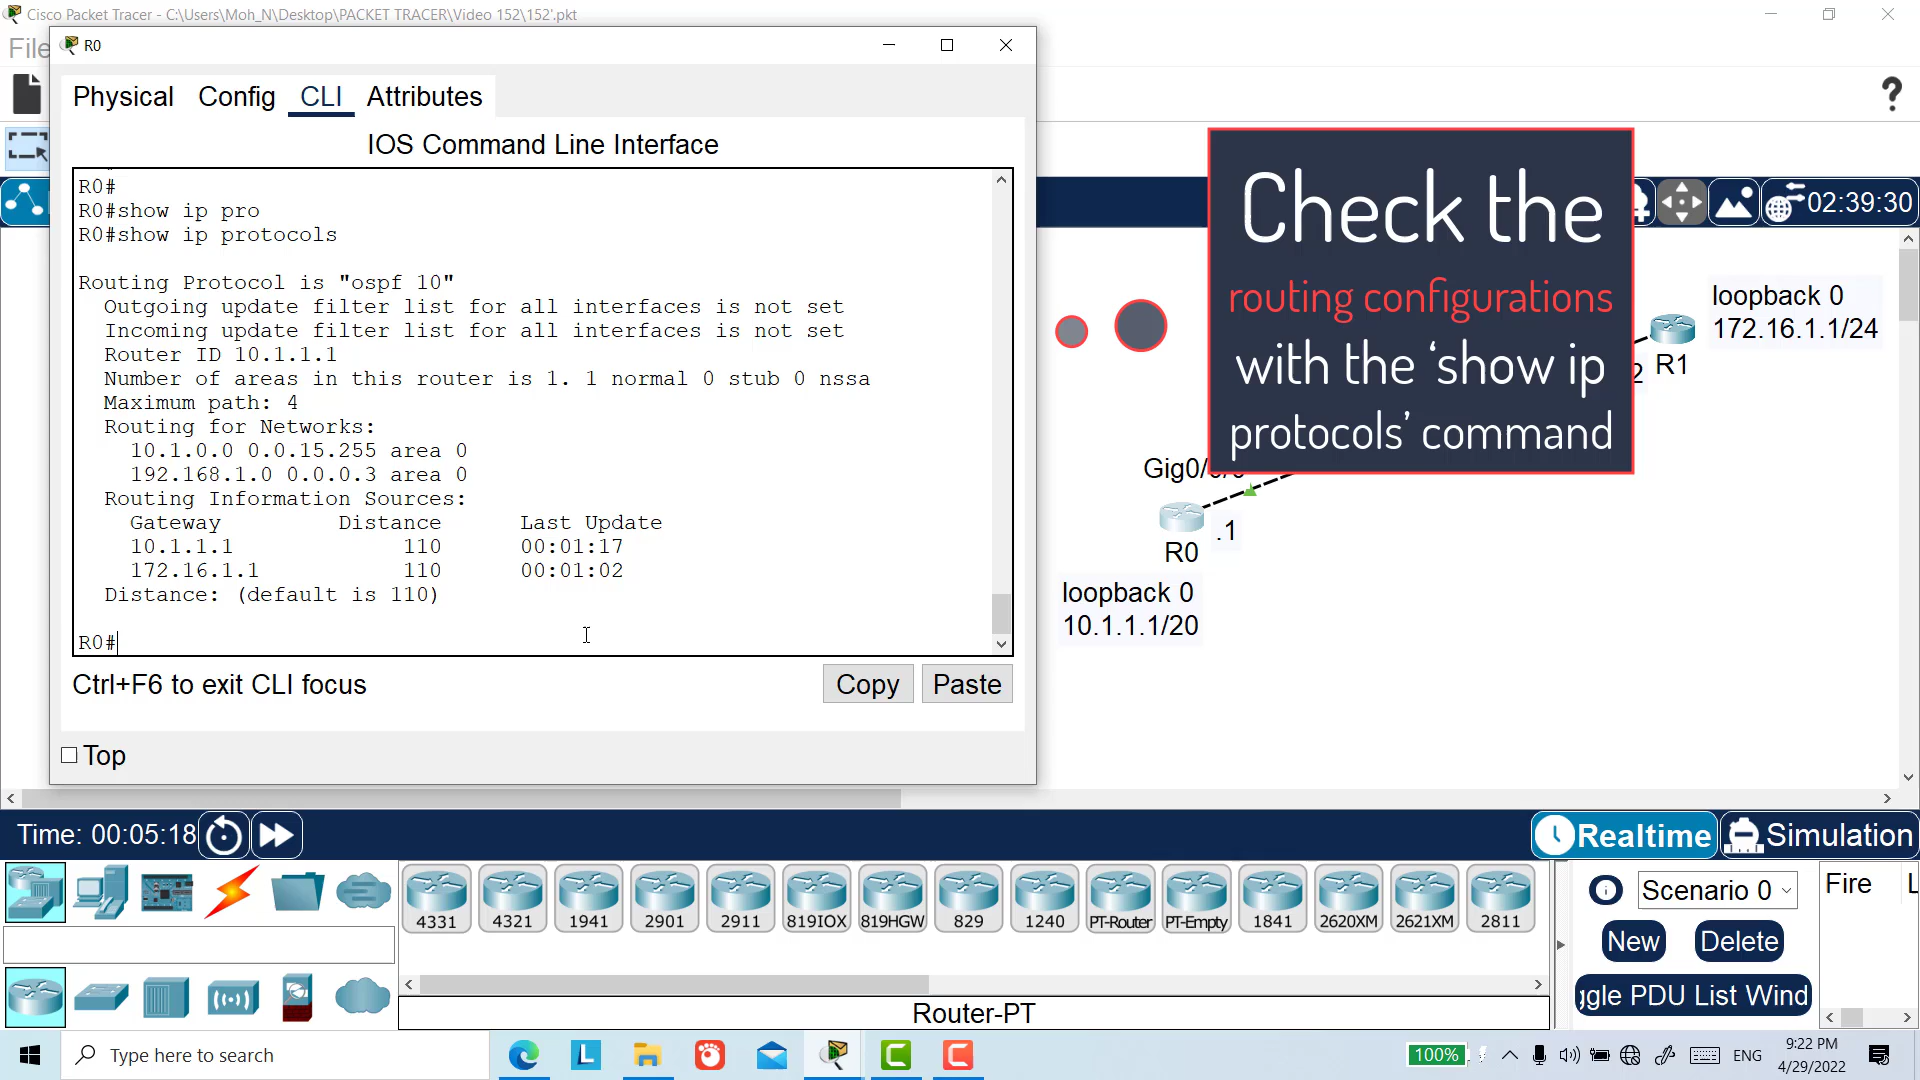 Cisco Packet Tracer - C:\Users\Moh_N\Desktop\PACKET TRACER\Video 152\152'.pkt
File
R0
Physical Config CLI Attributes
IOS Command Line Interface
R0#
R0#show ip pro
R0#show ip protocols
Routing Protocol is "ospf 10"
Outgoing update filter list for all interfaces is not set
Incoming update filter list for all interfaces is not set
Router ID 10.1.1.1
Number of areas in this router is 1. 1 normal 0 stub 0 nssa
Maximum path: 4
Routing for Networks:
10.1.0.0 0.0.15.255 area 0
192.168.1.0 0.0.0.3 area 0
Routing Information Sources:
Gateway Distance Last Update
10.1.1.1 110 00:01:17
172.16.1.1 110 00:01:02
Distance: (default is 110)
R0#
Ctrl+F6 to exit CLI focus
Copy Paste
Top
Check the
routing configurations
with the ‘show ip
protocols’ command
02:39:30
loopback 0
172.16.1.1/24
2
R1
Gig0/
.1
R0
loopback 0
10.1.1.1/20
Time: 00:05:18
Realtime Simulation
4331 4321 1941 2901 2911 819IOX 819HGW 829 1240 PT-Router PT-Empty 1841 2620XM 2621XM 2811
Router-PT
Scenario 0
New Delete
ggle PDU List Wind
Fire L
Type here to search
100%
ENG
9:22 PM
4/29/2022